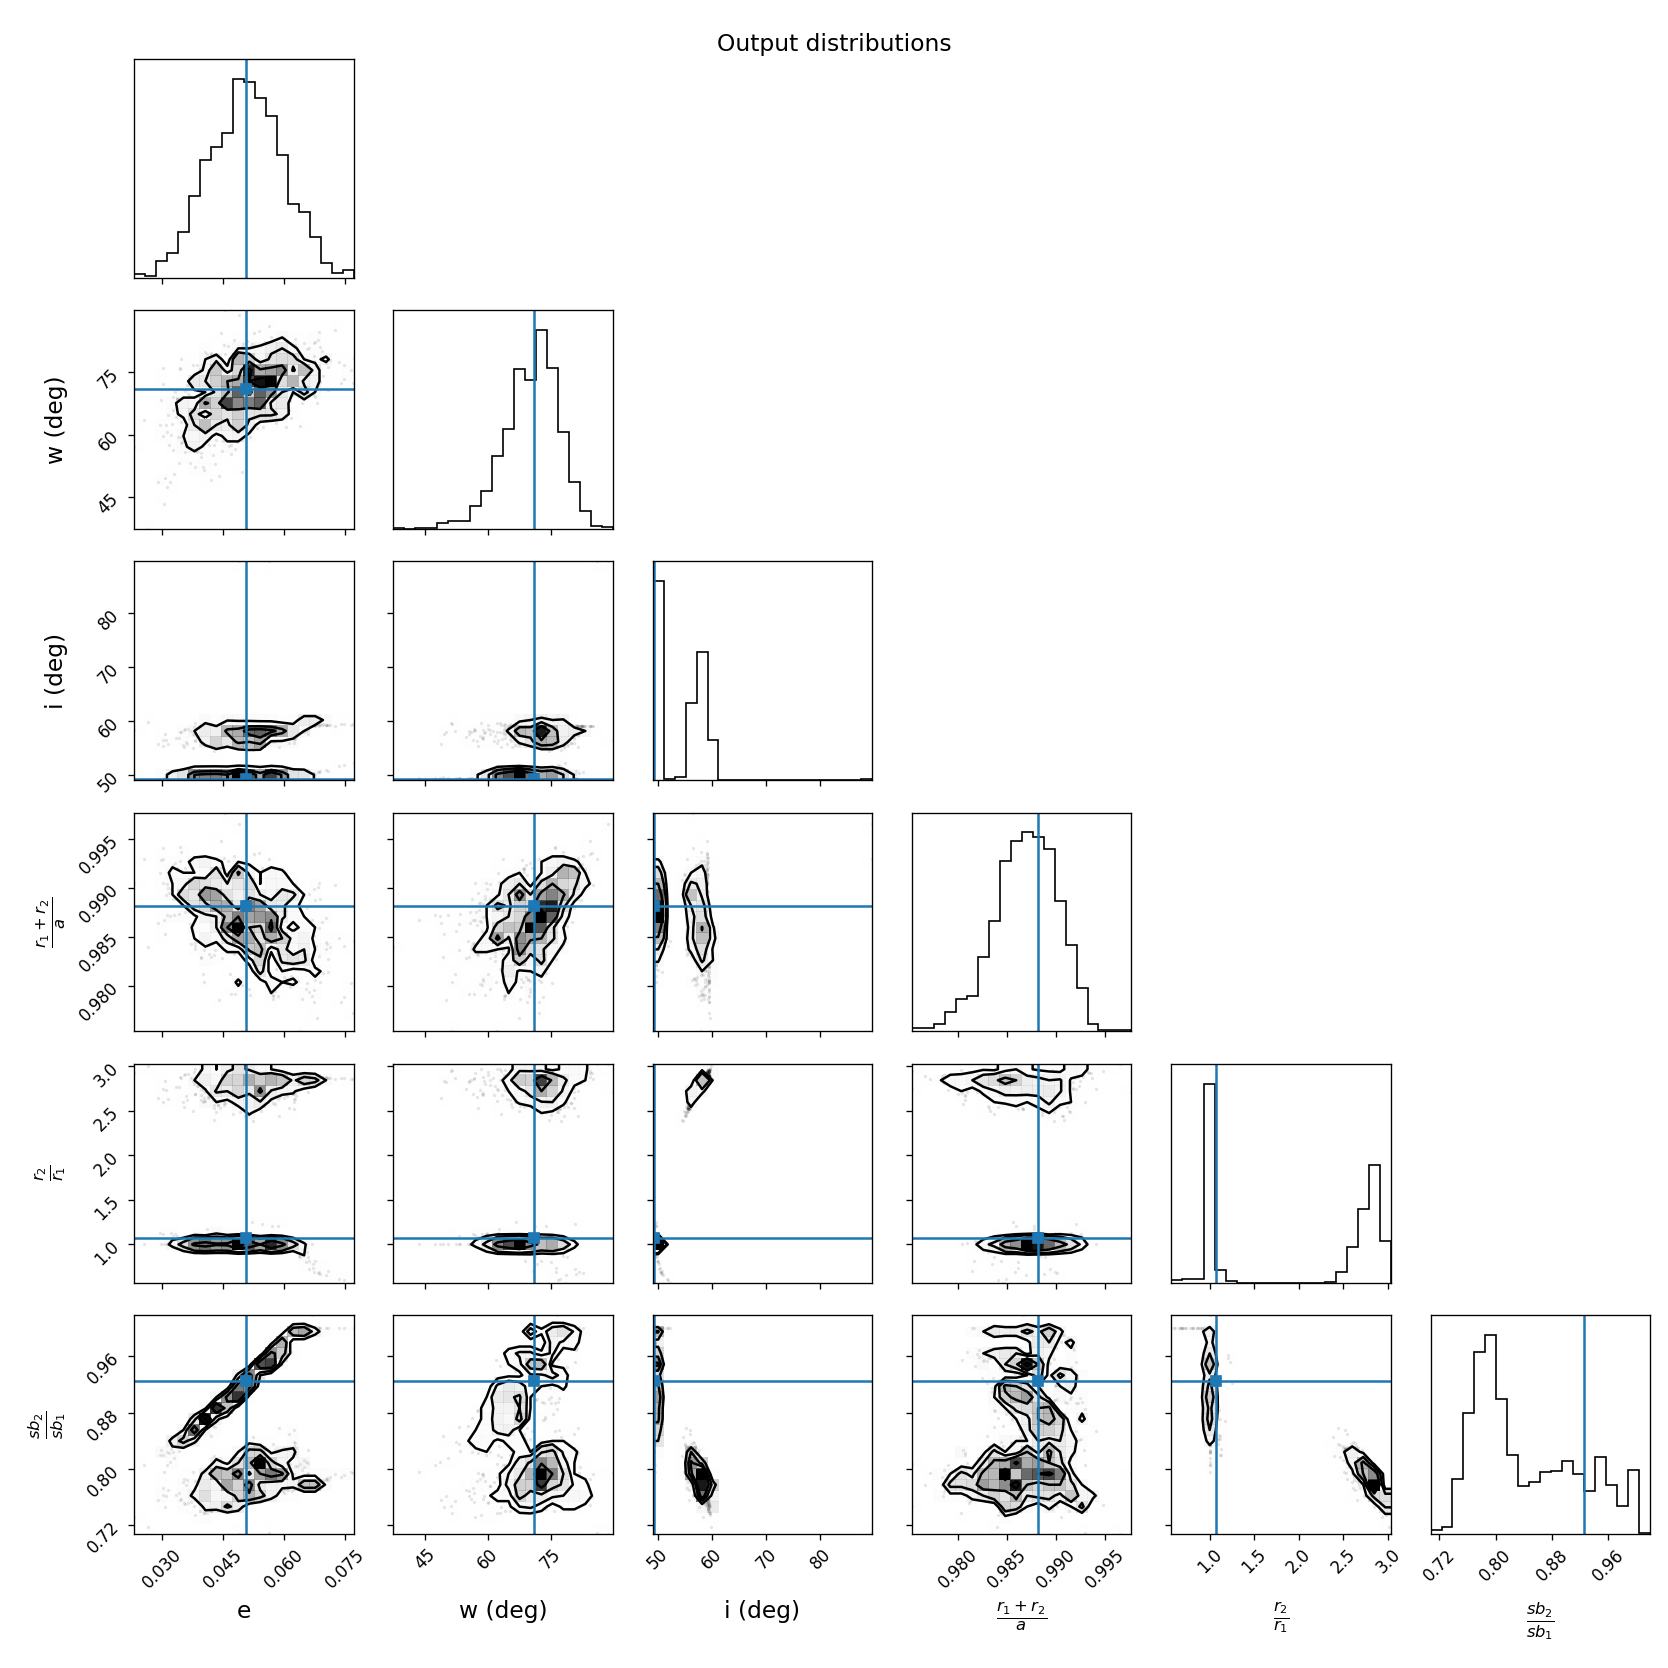 Output distributions
w (deg)
75
60
45
i (deg)
80
70
60
50
r₁ + r₂
a
0.995
0.990
0.985
0.980
r₂
r₁
3.0
2.5
2.0
1.5
1.0
sb₂
sb₁
0.96
0.88
0.80
0.72
0.030 0.045 0.060 0.075
45 60 75
50 60 70 80
0.980 0.985 0.990 0.995
1.0 1.5 2.0 2.5 3.0
0.72 0.80 0.88 0.96
e
w (deg)
i (deg)
r₁ + r₂
a
r₂
r₁
sb₂
sb₁